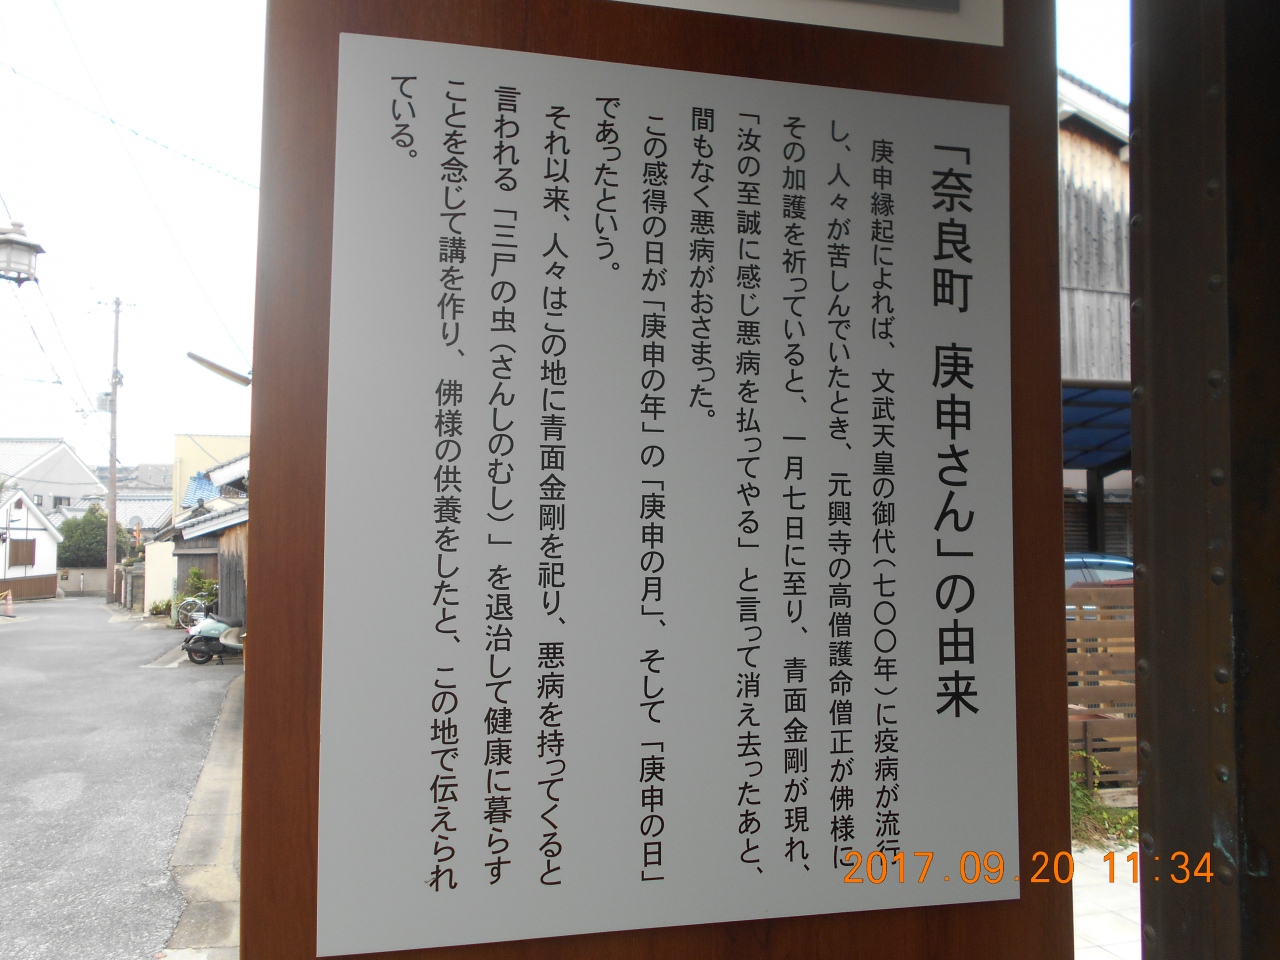 「奈良町 庚申さん」の由来
庚申縁起によれば、文武天皇の御代（七〇〇年）に疫病が流行
し、人々が苦しんでいたとき、元興寺の高僧護命僧正が佛様に
その加護を祈っていると、一月七日に至り、青面金剛が現れ、
「汝の至誠に感じ悪病を払ってやる」と言って消え去ったあと、
間もなく悪病がおさまった。
この感得の日が「庚申の年」の「庚申の月」、そして「庚申の日」
であったという。
それ以来、人々はこの地に青面金剛を祀り、悪病を持ってくると
言われる「三尸の虫（さんしのむし）」を退治して健康に暮らす
ことを念じて講を作り、佛様の供養をしたと、この地で伝えられ
ている。
2017.09.20 11:34